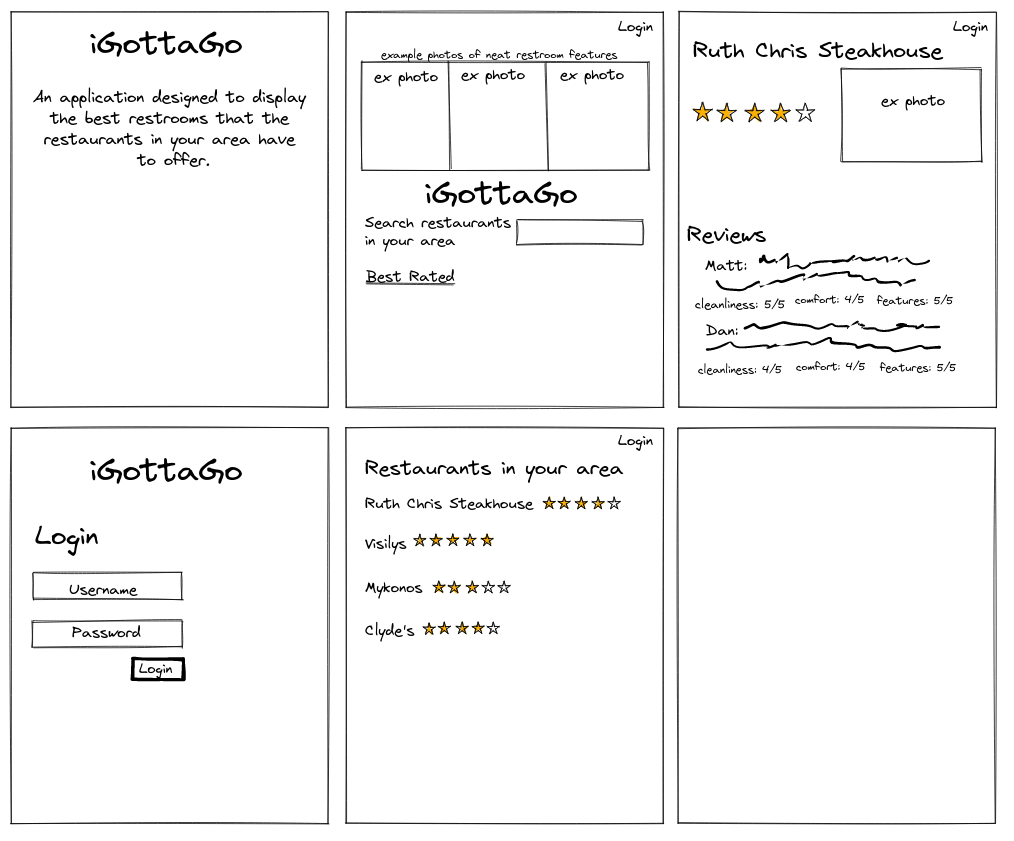 iGottaGo
An application designed to display
the best restrooms that the
restaurants in your area have
to offer.
Login
example photos of neat restroom features
ex photo
ex photo
ex photo
iGottaGo
Search restaurants
in your area
Best Rated
Login
Ruth Chris Steakhouse
ex photo
Reviews
Matt:
cleanliness: 5/5 comfort: 4/5 features: 5/5
Dan:
cleanliness: 4/5 comfort: 4/5 features: 5/5
iGottaGo
Login
Username
Password
Login
Login
Restaurants in your area
Ruth Chris Steakhouse
Visilys
Mykonos
Clyde's